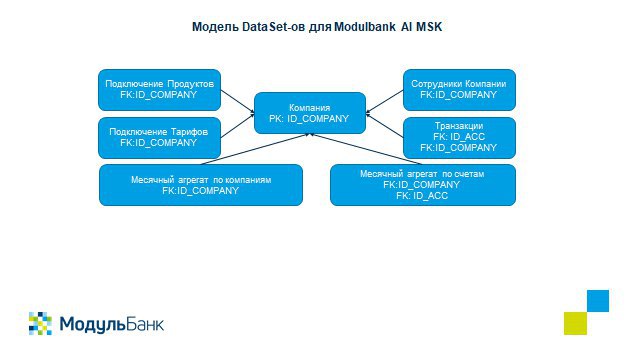 Модель DataSet-ов для Modulbank AI MSK
Подключение Продуктов
FK:ID_COMPANY
Сотрудники Компании
FK:ID_COMPANY
Компания
PK: ID_COMPANY
Подключение Тарифов
FK:ID_COMPANY
Транзакции
FK: ID_ACC
FK:ID_COMPANY
Месячный агрегат по компаниям
FK:ID_COMPANY
Месячный агрегат по счетам
FK:ID_COMPANY
FK: ID_ACC
МодульБанк